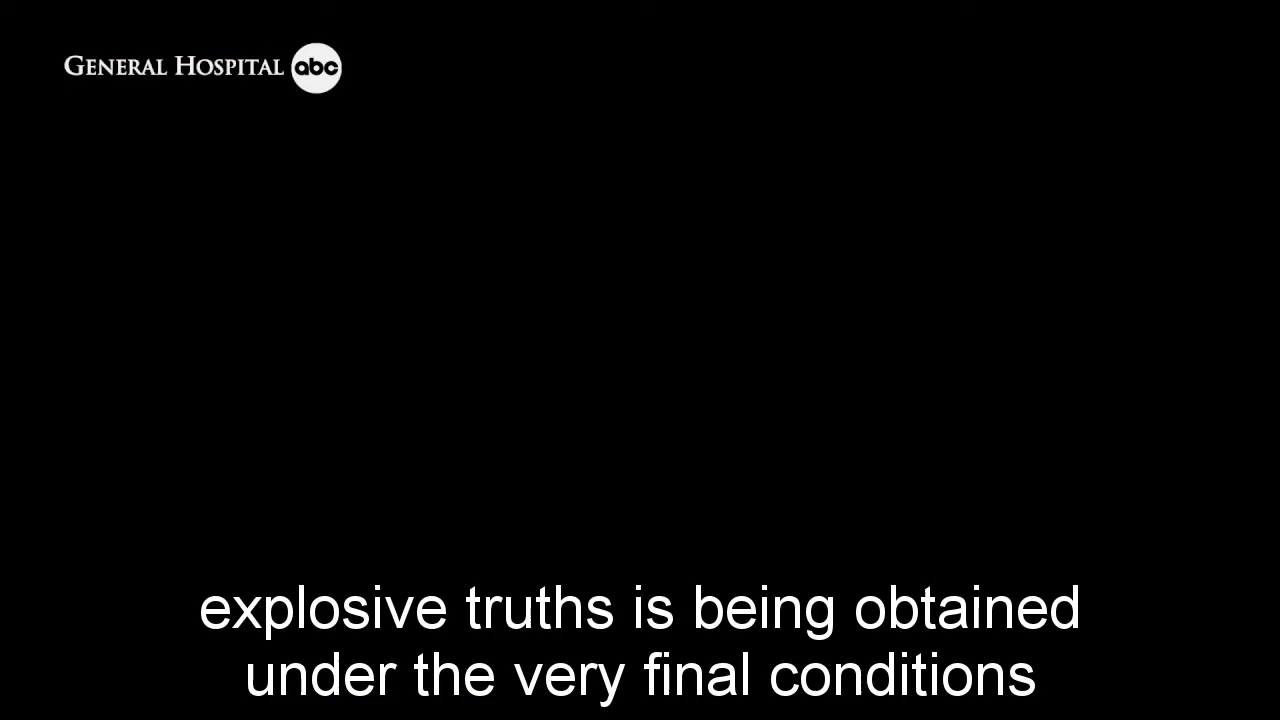 GENERAL HOSPITAL abc
explosive truths is being obtained
under the very final conditions